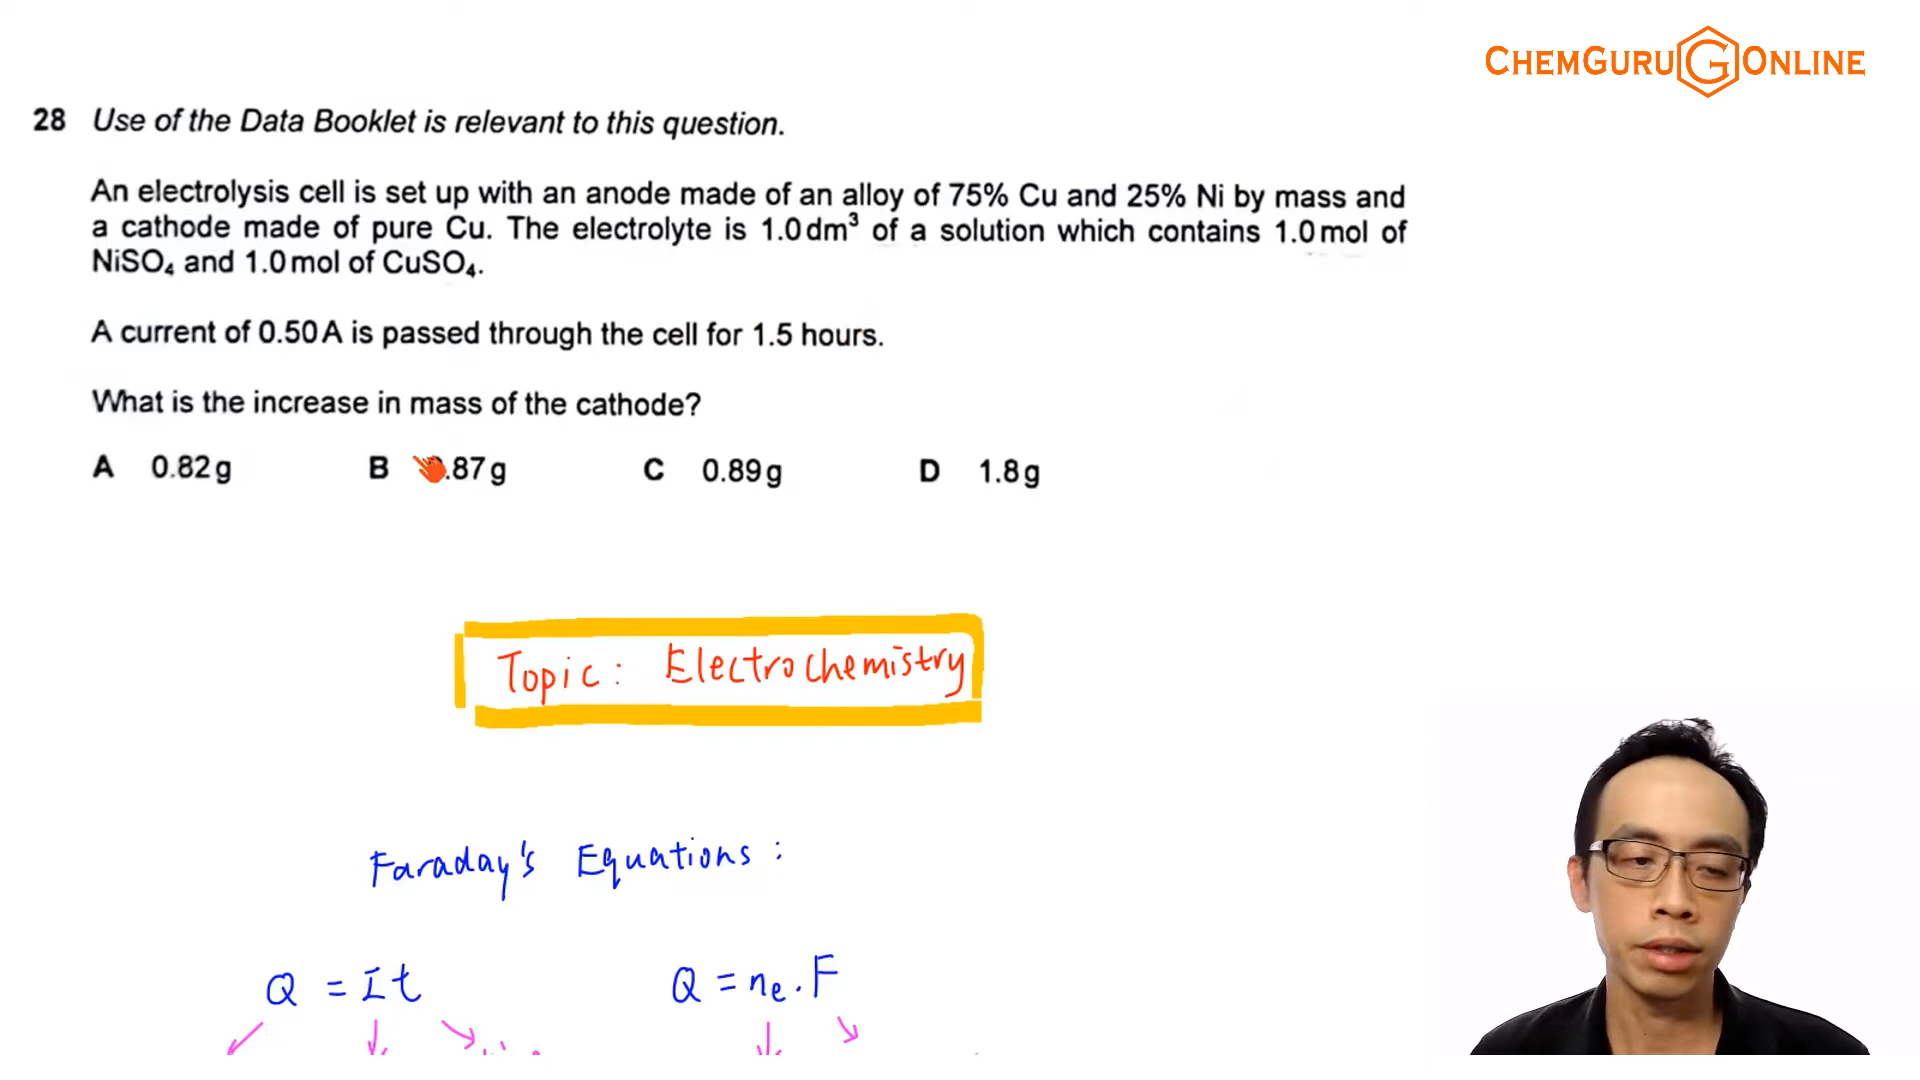 CHEMGURU G ONLINE
28 Use of the Data Booklet is relevant to this question.
An electrolysis cell is set up with an anode made of an alloy of 75% Cu and 25% Ni by mass and
a cathode made of pure Cu. The electrolyte is 1.0 dm³ of a solution which contains 1.0 mol of
NiSO₄ and 1.0 mol of CuSO₄.
A current of 0.50 A is passed through the cell for 1.5 hours.
What is the increase in mass of the cathode?
A 0.82 g B .87 g C 0.89 g D 1.8 g
Topic: Electrochemistry
Faraday's Equations:
Q = It Q = nₑ.F